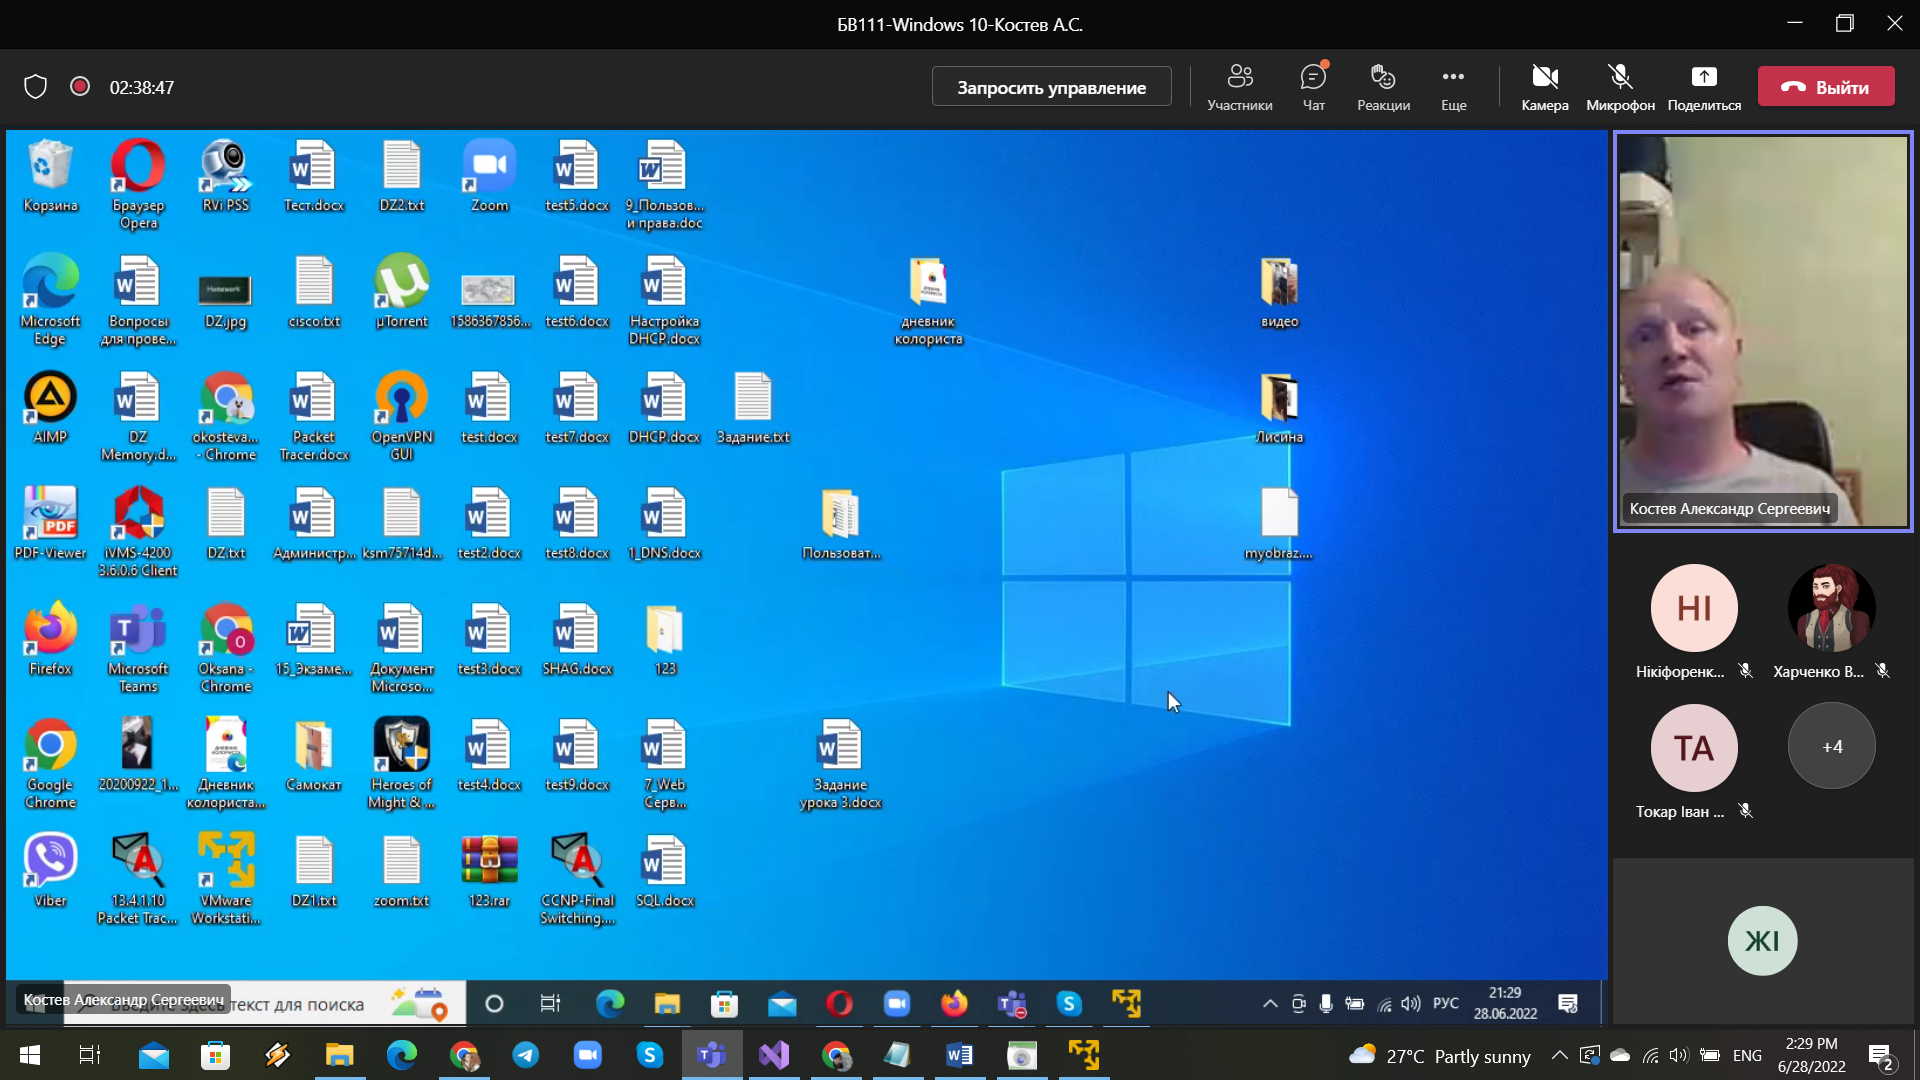 БВ111-Windows 10-Костев А.С.
02:38:47
Запросить управление
Участники
Чат
Реакции
Еще
Камера
Микрофон
Поделиться
Выйти
Корзина
Браузер
Opera
RVi PSS
Тест.docx
DZ2.txt
Zoom
test5.docx
9_Пользов...
и права.doc
Microsoft
Edge
Вопросы
для прове...
Homework
DZ.jpg
cisco.txt
µTorrent
1586367856...
test6.docx
Настройка
DHCP.docx
дневник
колориста
видео
AIMP
DZ
Memory.d...
okosteva...
- Chrome
Packet
Tracer.docx
OpenVPN
GUI
test.docx
test7.docx
DHCP.docx
Задание.txt
Лисина
PDF
PDF-Viewer
iVMS-4200
3.6.0.6 Client
DZ.txt
Администр...
ksm75714d...
test2.docx
test8.docx
1_DNS.docx
Пользоват...
myobraz....
Firefox
Microsoft
Teams
Oksana -
Chrome
15_Экзаме...
Документ
Microso...
test3.docx
SHAG.docx
123
Google
Chrome
20200922_1...
Дневник
колориста...
Самокат
Heroes of
Might & ...
test4.docx
test9.docx
7_Web
Серв...
Задание
урока 3.docx
Viber
13.4.1.10
Packet Trac...
VMware
Workstati...
DZ1.txt
zoom.txt
123.rar
CCNP-Final
Switching....
SQL.docx
Костев Александр Сергеевич
НІ
Нікіфоренк...
Харченко В...
ТА
Токар Іван ...
+4
ЖІ
Костев Александр Сергеевич
Введите здесь текст для поиска
РУС
21:29
28.06.2022
27°C Partly sunny
ENG
2:29 PM
6/28/2022
2